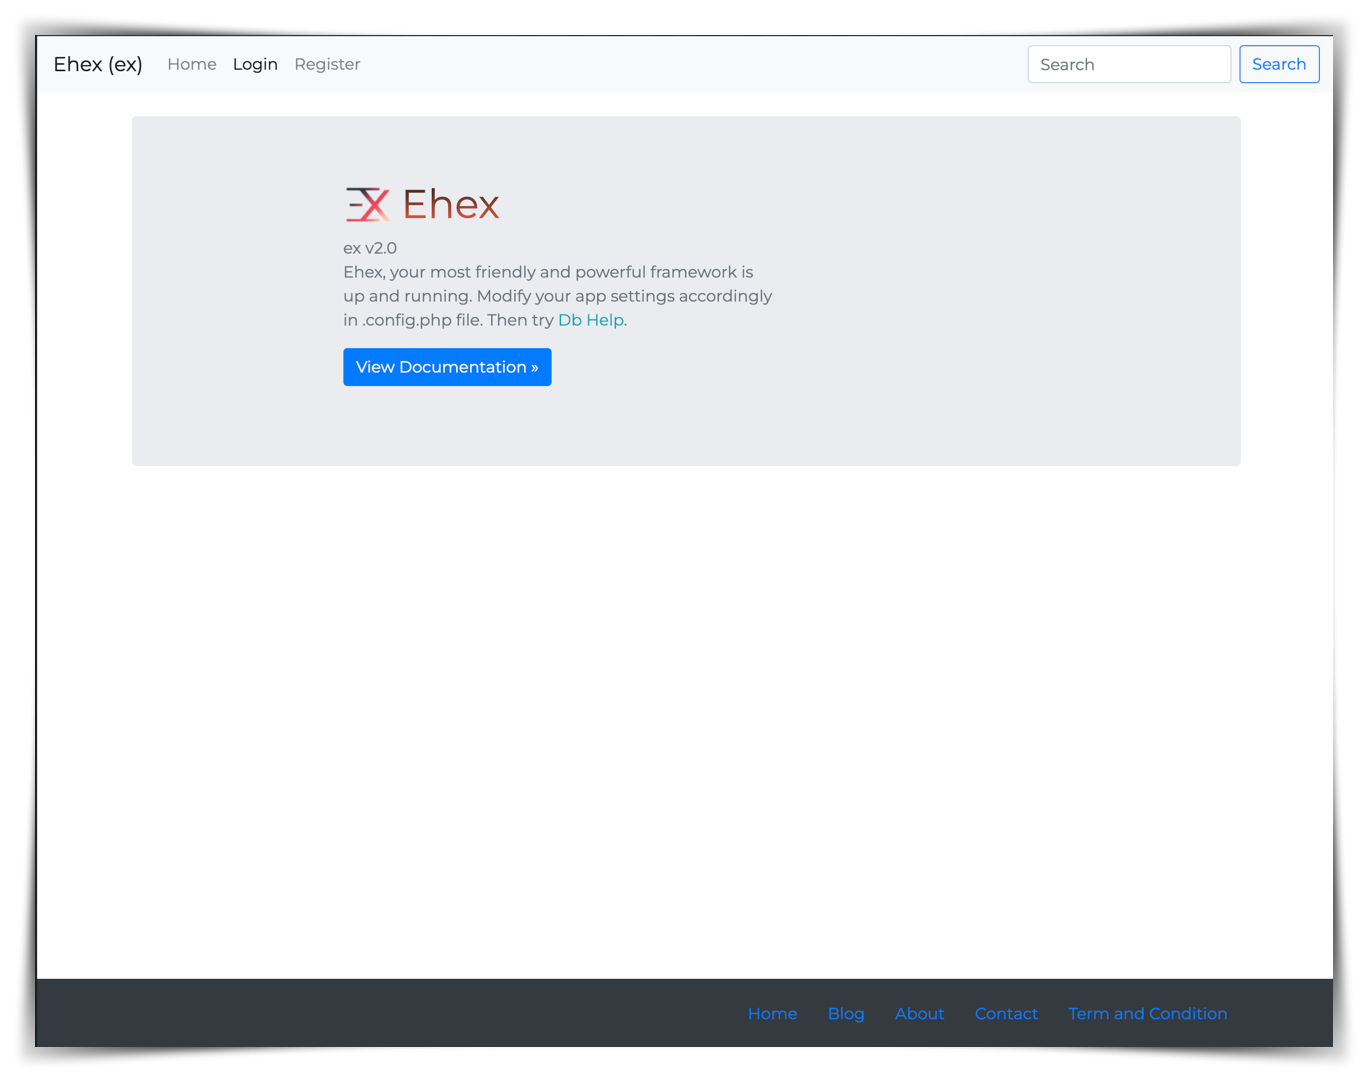 Ehex (ex) Home Login Register Search Search
EX Ehex
ex v2.0
Ehex, your most friendly and powerful framework is
up and running. Modify your app settings accordingly
in .config.php file. Then try Db Help.
View Documentation »
Home Blog About Contact Term and Condition